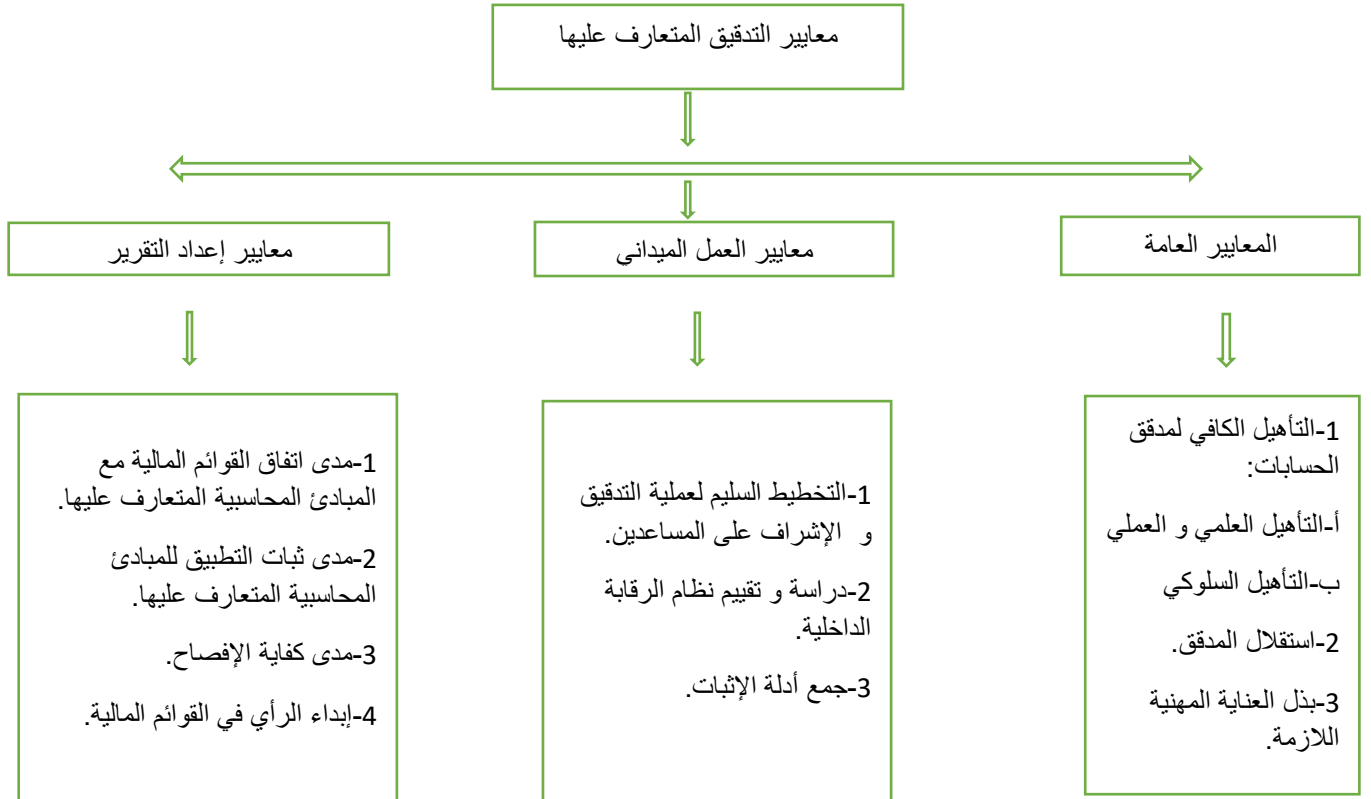 معايير التدقيق المتعارف عليها
المعايير العامة
معايير العمل الميداني
معايير إعداد التقرير
1-التأهيل الكافي لمدقق
الحسابات:
أ-التأهيل العلمي و العملي
ب-التأهيل السلوكي
2-استقلال المدقق.
3-بذل العناية المهنية
اللازمة.
1-التخطيط السليم لعملية التدقيق
و الإشراف على المساعدين.
2-دراسة و تقييم نظام الرقابة
الداخلية.
3-جمع أدلة الإثبات.
1-مدى اتفاق القوائم المالية مع
المبادئ المحاسبية المتعارف عليها.
2-مدى ثبات التطبيق للمبادئ
المحاسبية المتعارف عليها.
3-مدى كفاية الإفصاح.
4-إبداء الرأي في القوائم المالية.